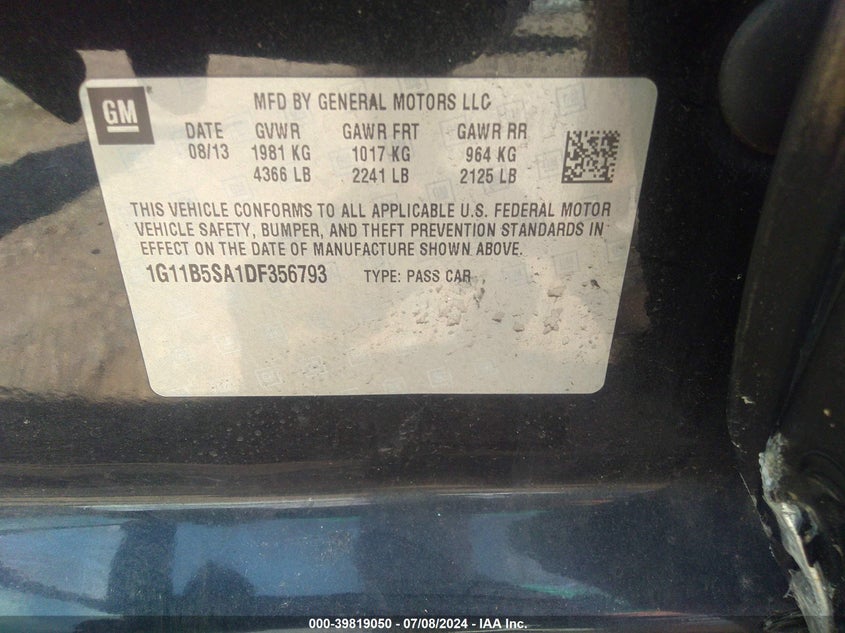 GM
MFD BY GENERAL MOTORS LLC
DATE GVWR GAWR FRT GAWR RR
08/13 1981 KG 1017 KG 964 KG
4366 LB 2241 LB 2125 LB
THIS VEHICLE CONFORMS TO ALL APPLICABLE U.S. FEDERAL MOTOR
VEHICLE SAFETY, BUMPER, AND THEFT PREVENTION STANDARDS IN
EFFECT ON THE DATE OF MANUFACTURE SHOWN ABOVE.
1G11B5SA1DF356793 TYPE: PASS CAR
000-39819050 - 07/08/2024 - IAA Inc.